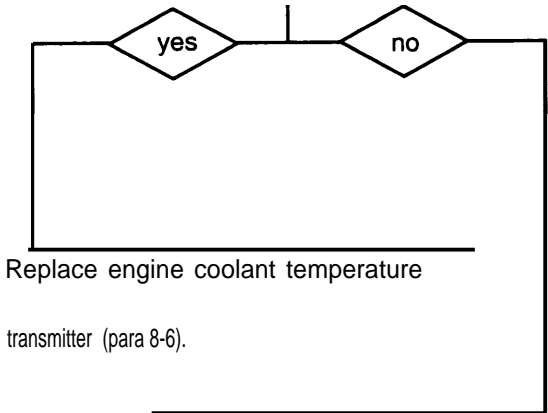 yes
no
Replace engine coolant temperature
transmitter (para 8-6).